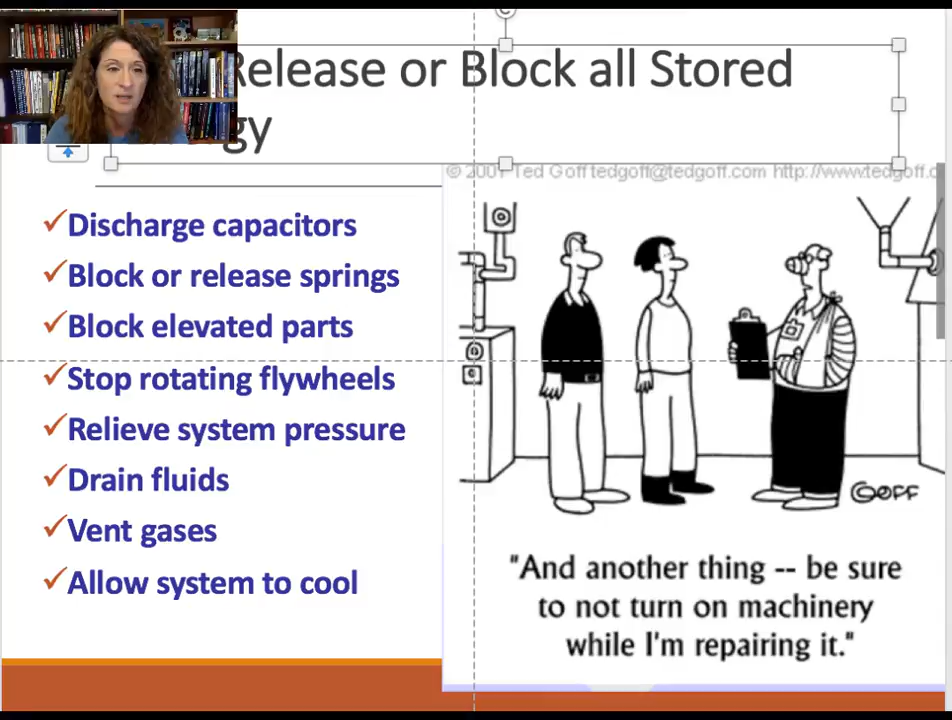 Release or Block all Stored
gy
© 2001 Ted Goff tedgoff@tedgoff.com http://www.tedgoff.c
✓Discharge capacitors
✓Block or release springs
✓Block elevated parts
✓Stop rotating flywheels
✓Relieve system pressure
✓Drain fluids
✓Vent gases
✓Allow system to cool
GOFF
"And another thing -- be sure
to not turn on machinery
while I'm repairing it."